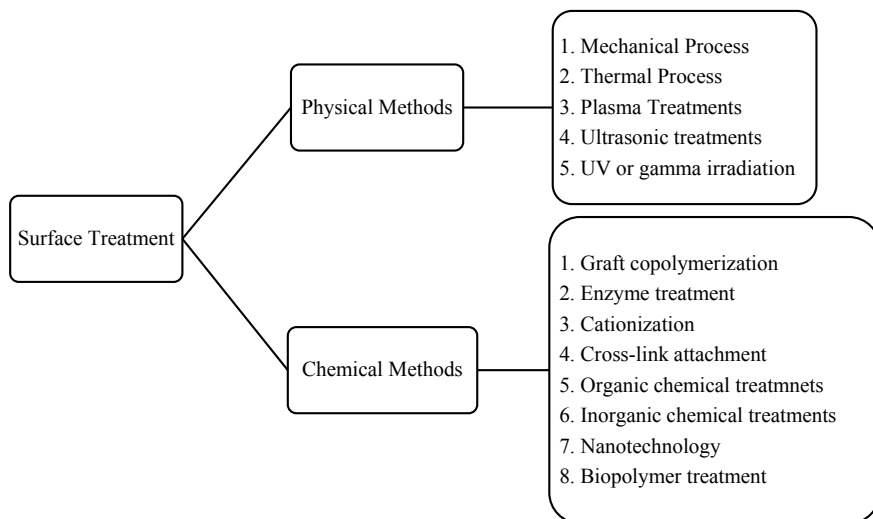 Surface Treatment
Physical Methods
1. Mechanical Process
2. Thermal Process
3. Plasma Treatments
4. Ultrasonic treatments
5. UV or gamma irradiation
Chemical Methods
1. Graft copolymerization
2. Enzyme treatment
3. Cationization
4. Cross-link attachment
5. Organic chemical treatmnets
6. Inorganic chemical treatments
7. Nanotechnology
8. Biopolymer treatment